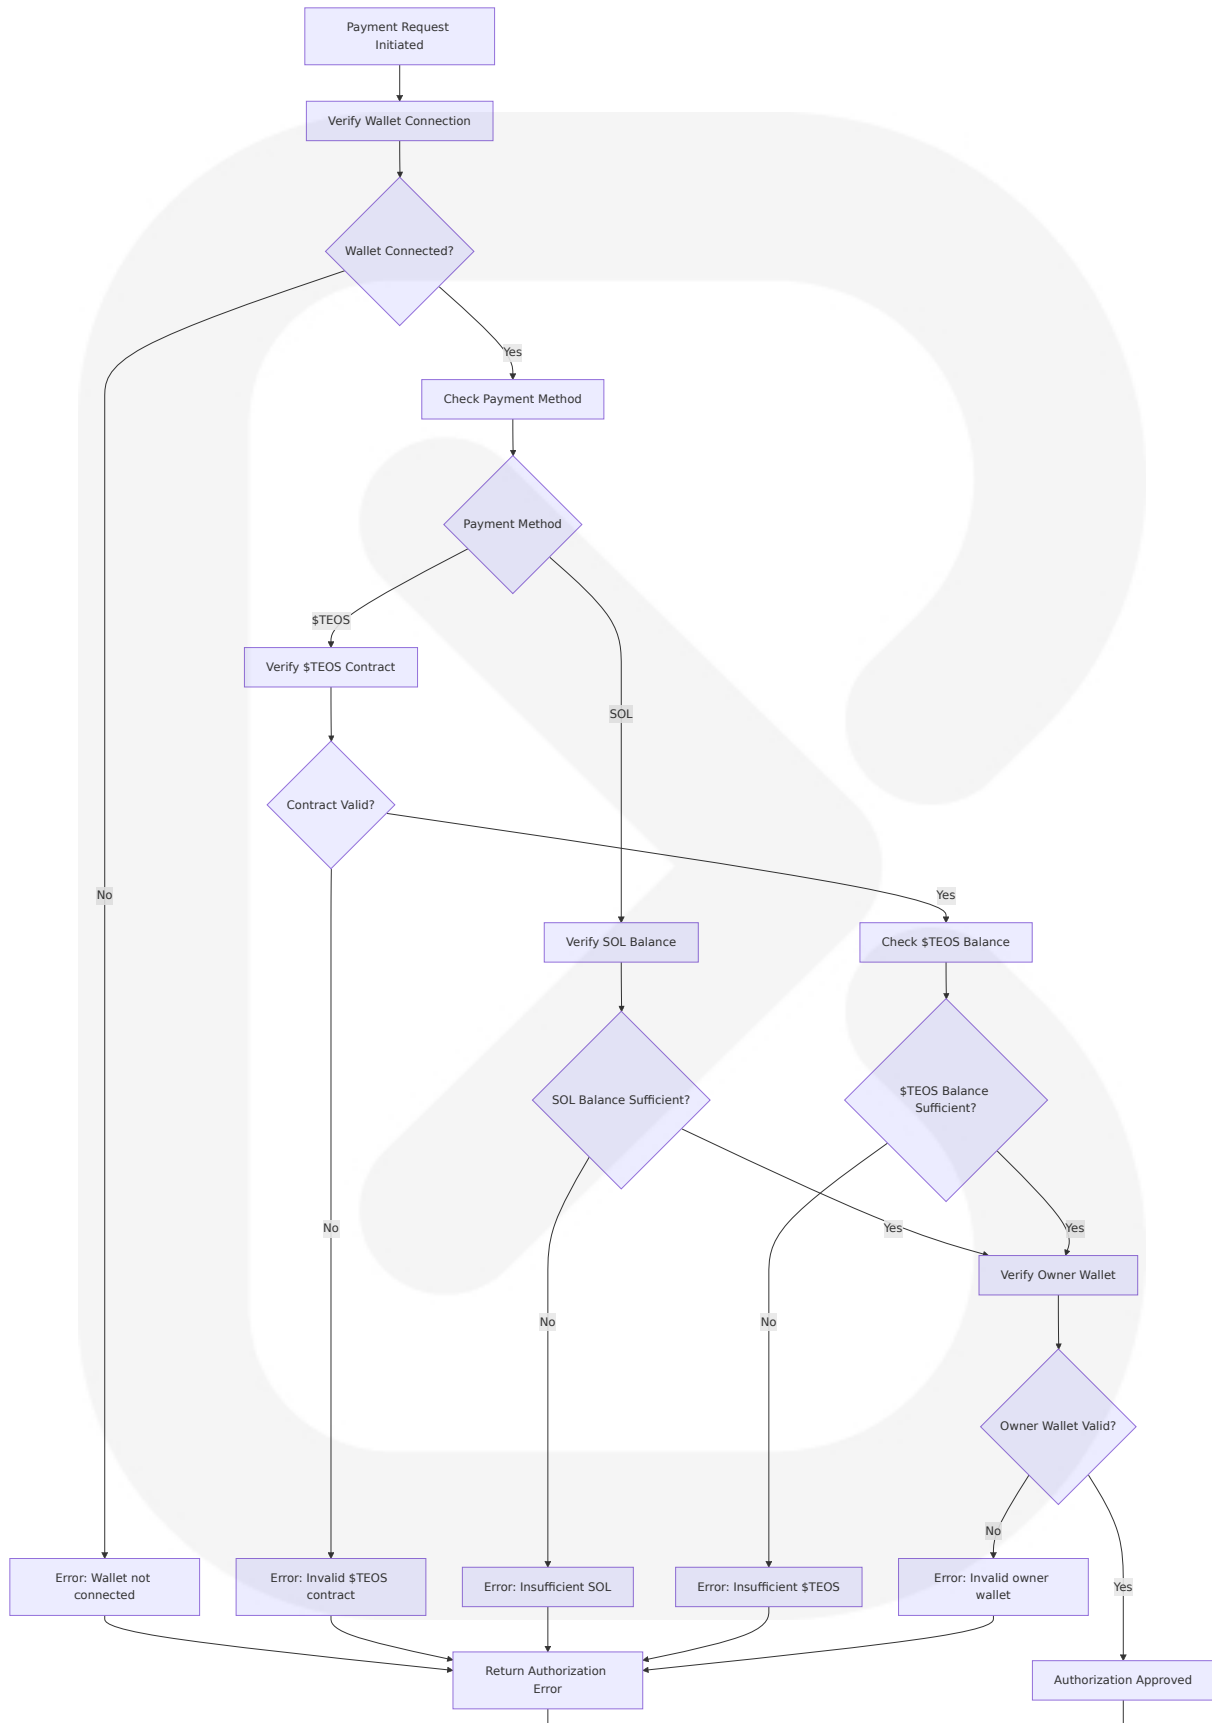 Payment Request
Initiated
Verify Wallet Connection
Wallet Connected?
Yes
Check Payment Method
Payment Method
$TEOS
Verify $TEOS Contract
SOL
Contract Valid?
No
Yes
Verify SOL Balance
Check $TEOS Balance
SOL Balance Sufficient?
$TEOS Balance
Sufficient?
No
Yes
Yes
Verify Owner Wallet
No
No
Owner Wallet Valid?
No
Yes
Error: Wallet not
connected
Error: Invalid $TEOS
contract
Error: Insufficient SOL
Error: Insufficient $TEOS
Error: Invalid owner
wallet
Return Authorization
Error
Authorization Approved